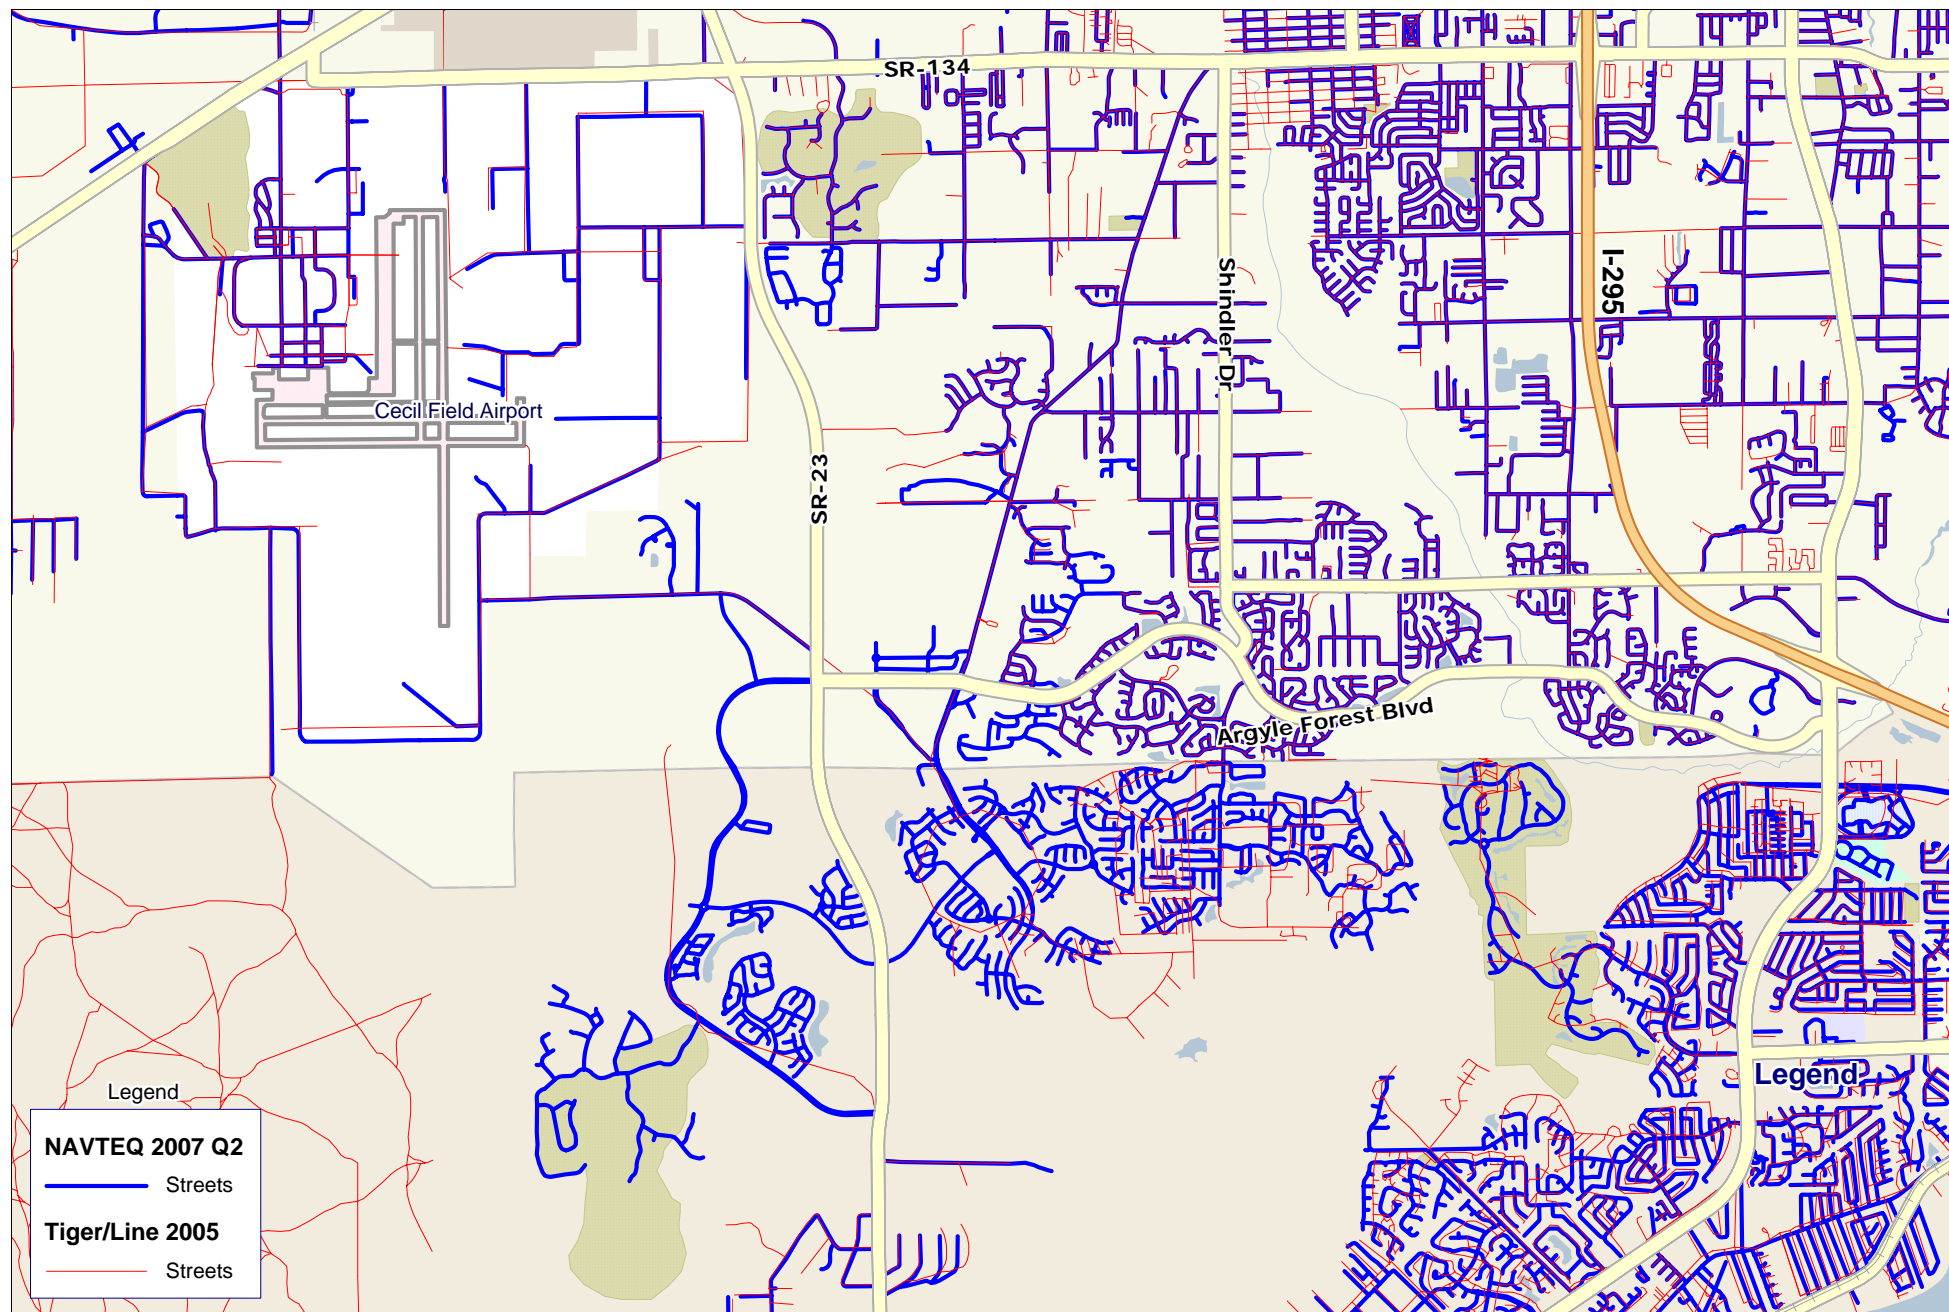 SR-134
I-295
Shindler Dr
Cecil Field Airport
SR-23
Argyle Forest Blvd
Legend
Legend
NAVTEQ 2007 Q2
Streets
Tiger/Line 2005
Streets